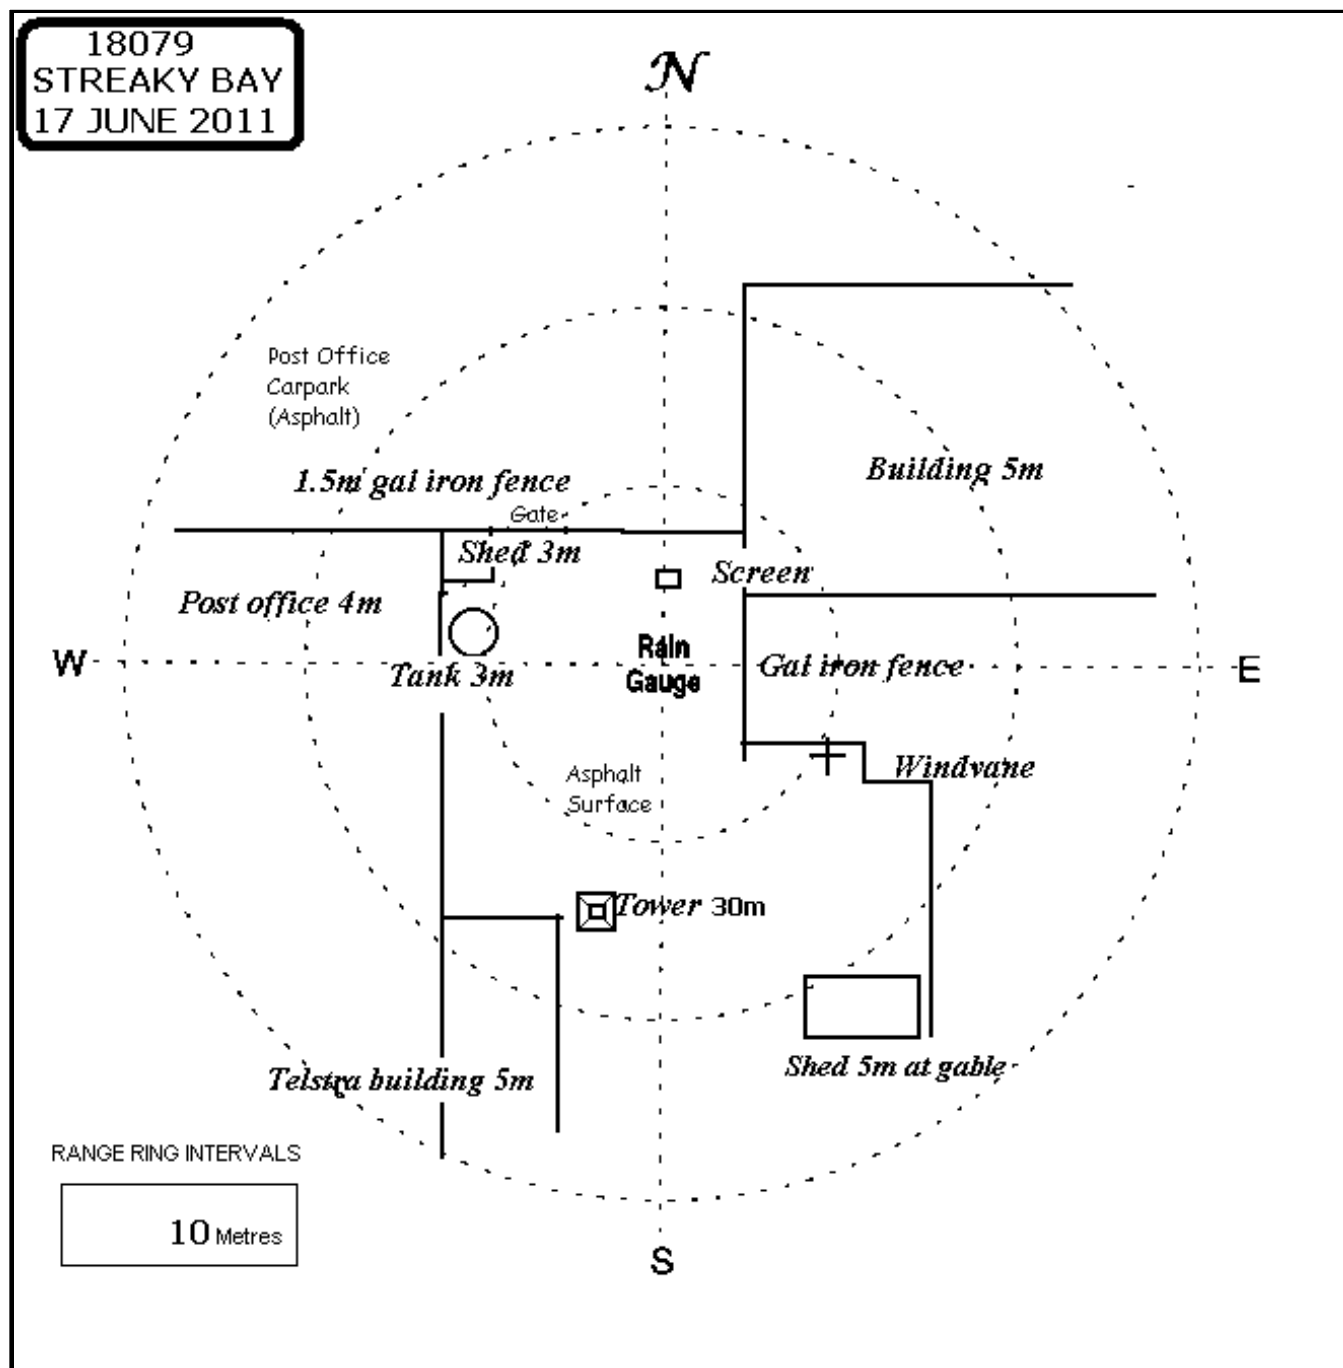 18079
STREAKY BAY
17 JUNE 2011
N
Post Office
Carpark
(Asphalt)
Building 5m
1.5m gal iron fence
Gate
Shed 3m
Screen
Post office 4m
Rain
Gauge
W
Tank 3m
Gal iron fence
E
Windvane
Asphalt
Surface
Tower 30m
Shed 5m at gable
Telstra building 5m
RANGE RING INTERVALS
10 Metres
S